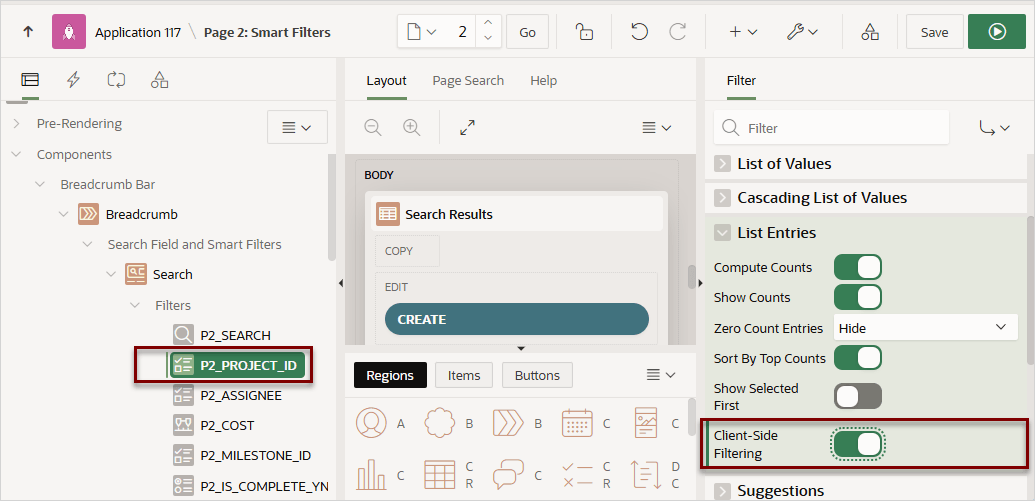 Application 117 \ Page 2: Smart Filters
2
Go
Save
Pre-Rendering
Components
Breadcrumb Bar
Breadcrumb
Search Field and Smart Filters
Search
Filters
P2_SEARCH
P2_PROJECT_ID
P2_ASSIGNEE
P2_COST
P2_MILESTONE_ID
P2_IS_COMPLETE_YN
Layout
Page Search
Help
BODY
Search Results
COPY
EDIT
CREATE
Regions
Items
Buttons
A
B
B
C
C
C
C
R
C
C
R
D
C
Filter
Filter
List of Values
Cascading List of Values
List Entries
Compute Counts
Show Counts
Zero Count Entries
Hide
Sort By Top Counts
Show Selected
First
Client-Side
Filtering
Suggestions